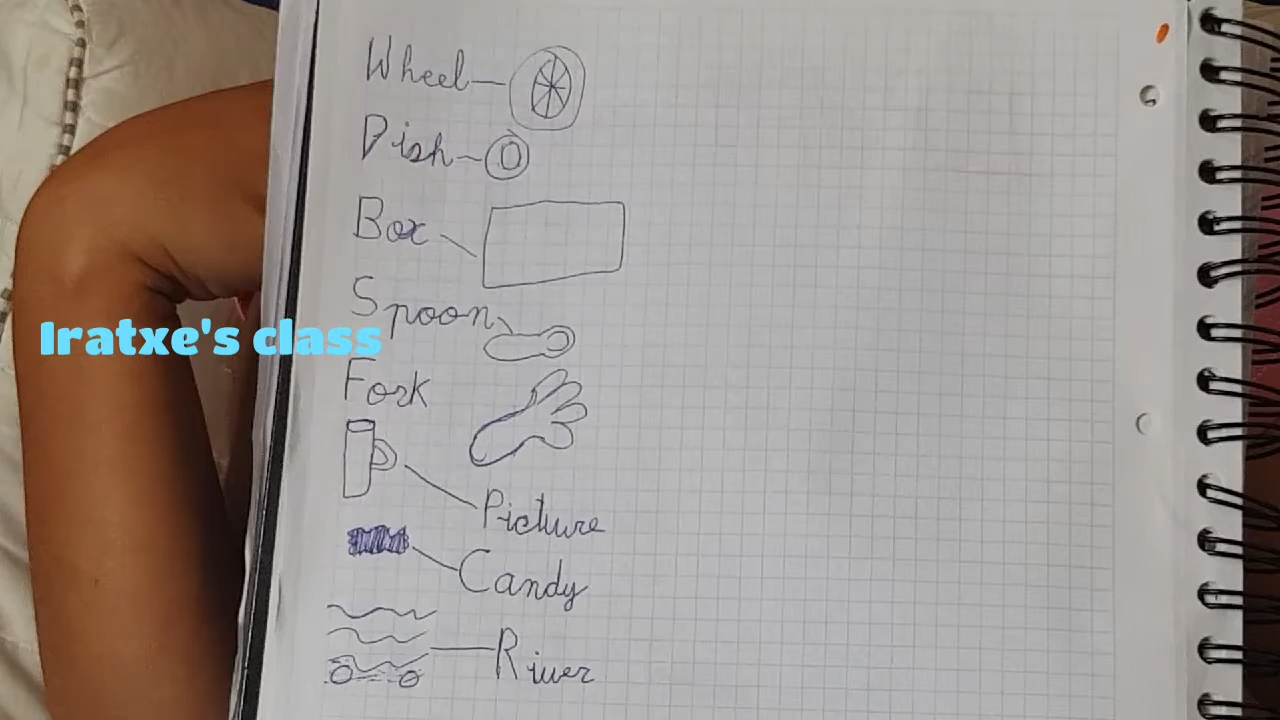 Wheel
Dish
Box
Spoon
Iratxe's class
Fork
Picture
Candy
River